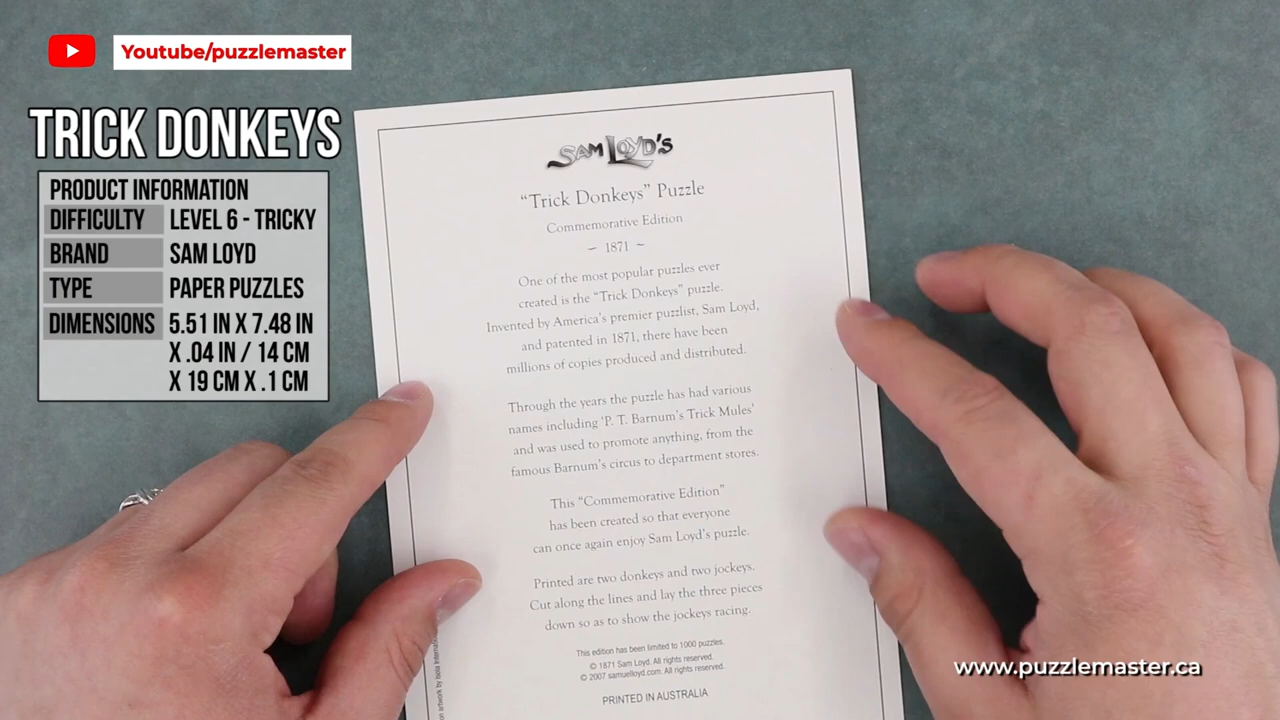 Youtube/puzzlemaster
TRICK DONKEYS
PRODUCT INFORMATION
DIFFICULTY LEVEL 6 - TRICKY
BRAND SAM LOYD
TYPE PAPER PUZZLES
DIMENSIONS 5.51 IN X 7.48 IN
X .04 IN / 14 CM
X 19 CM X .1 CM
SAM LOYD'S
“Trick Donkeys” Puzzle
Commemorative Edition
~ 1871 ~
One of the most popular puzzles ever
created is the “Trick Donkeys” puzzle.
Invented by America's premier puzzlist, Sam Loyd,
and patented in 1871, there have been
millions of copies produced and distributed.
Through the years the puzzle has had various
names including 'P. T. Barnum's Trick Mules'
and was used to promote anything, from the
famous Barnum's circus to department stores.
This “Commemorative Edition”
has been created so that everyone
can once again enjoy Sam Loyd's puzzle.
Printed are two donkeys and two jockeys.
Cut along the lines and lay the three pieces
down so as to show the jockeys racing.
This edition has been limited to 1000 puzzles.
© 1871 Sam Loyd. All rights reserved.
© 2007 samuelloyd.com. All rights reserved.
PRINTED IN AUSTRALIA
artwork by
www.puzzlemaster.ca